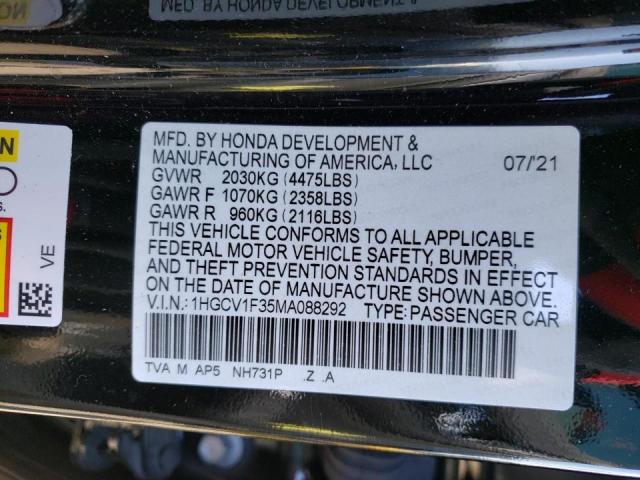 MFD. BY HONDA DEVELOPMENT &
MANUFACTURING OF AMERICA, LLC 07/21
GVWR 2030KG (4475LBS)
GAWR F 1070KG (2358LBS)
GAWR R 960KG (2116LBS)
THIS VEHICLE CONFORMS TO ALL APPLICABLE
FEDERAL MOTOR VEHICLE SAFETY, BUMPER,
AND THEFT PREVENTION STANDARDS IN EFFECT
ON THE DATE OF MANUFACTURE SHOWN ABOVE.
V.I.N.: 1HGCV1F35MA088292 TYPE: PASSENGER CAR
TVA M AP5 NH731P .Z .A
VE